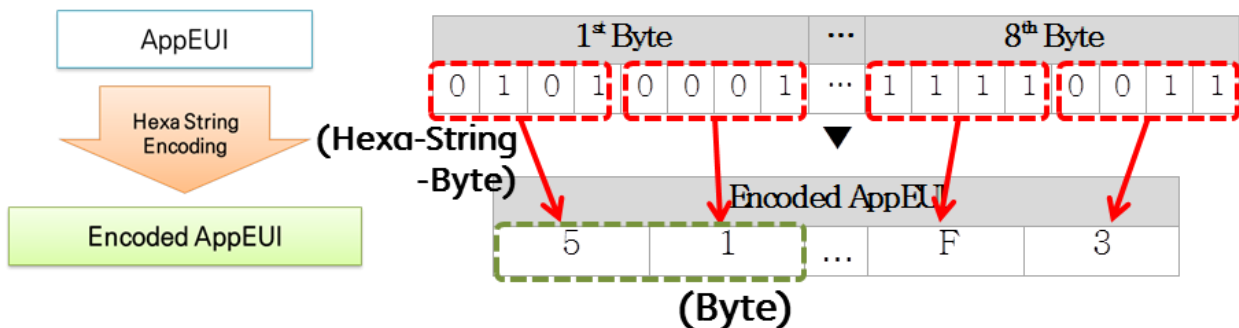 AppEUI
Hexa String
Encoding
Encoded AppEUI
1st Byte ... 8th Byte
0 1 0 1 0 0 0 1 ... 1 1 1 1 0 0 1 1
(Hexa-String
-Byte)
▼
Encoded AppEUI
5 1 ... F 3
(Byte)